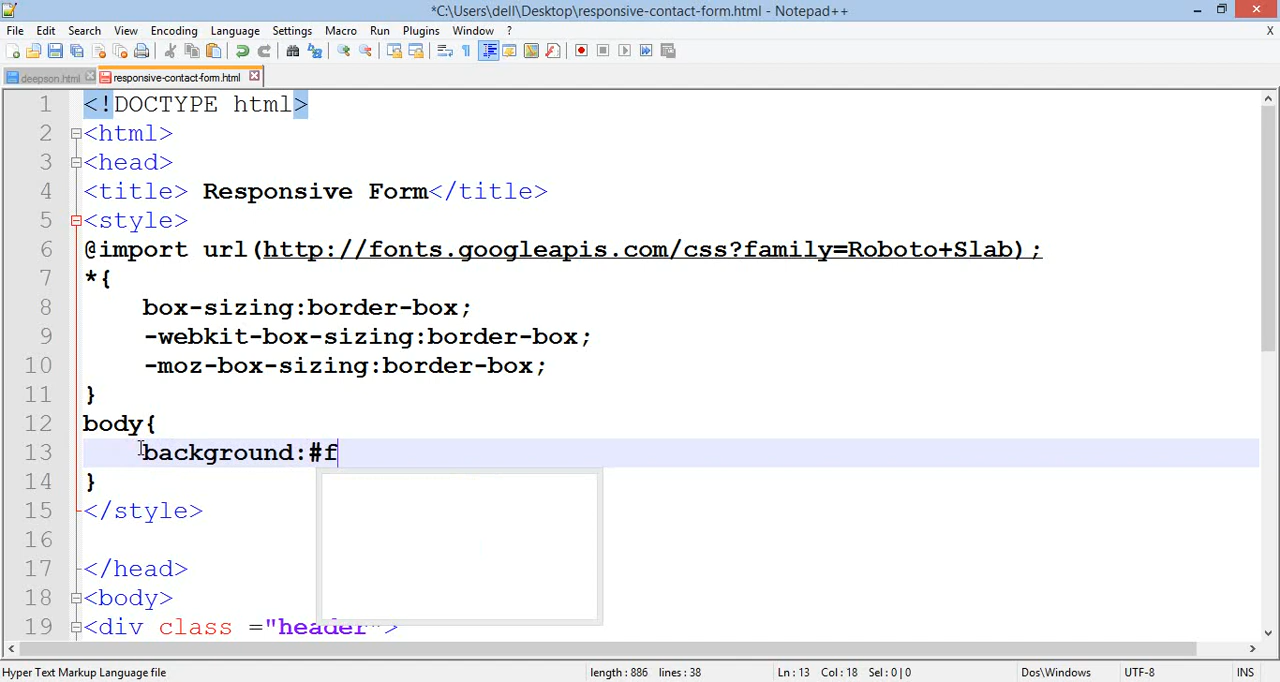 *C:\Users\dell\Desktop\responsive-contact-form.html - Notepad++
File Edit Search View Encoding Language Settings Macro Run Plugins Window ? X
deepson.html responsive-contact-form.html
1 <!DOCTYPE html>
2 <html>
3 <head>
4 <title> Responsive Form</title>
5 <style>
6 @import url(http://fonts.googleapis.com/css?family=Roboto+Slab);
7 *{
8 box-sizing:border-box;
9 -webkit-box-sizing:border-box;
10 -moz-box-sizing:border-box;
11 }
12 body{
13 background:#f
14 }
15 </style>
16
17 </head>
18 <body>
19 <div class ="header">
Hyper Text Markup Language file length : 886 lines : 38 Ln : 13 Col : 18 Sel : 0 | 0 Dos\Windows UTF-8 INS